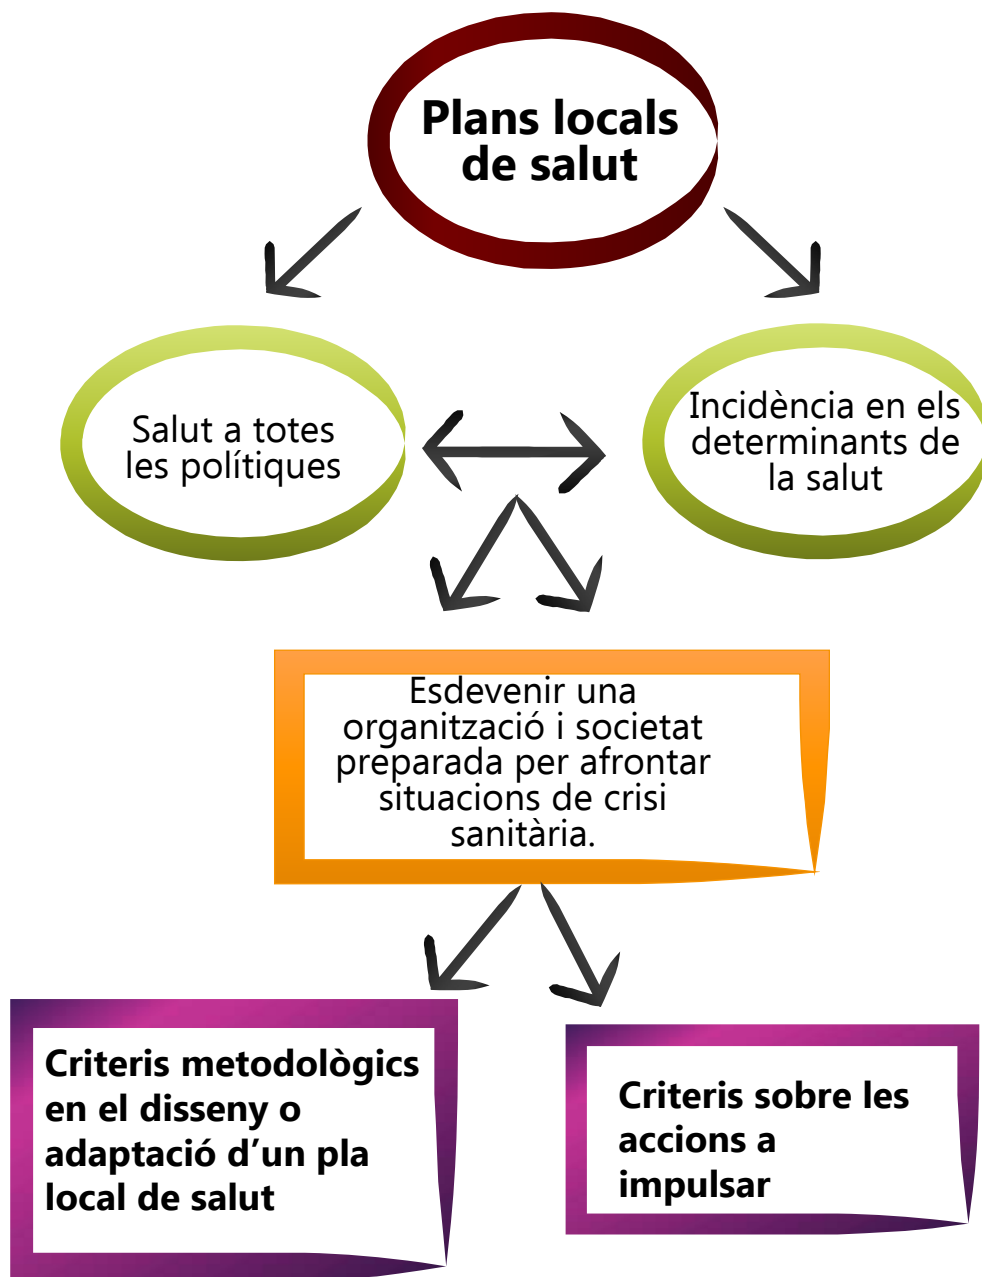 Plans locals
de salut
Salut a totes
les polítiques
Incidència en els
determinants de
la salut
Esdevenir una
organització i societat
preparada per afrontar
situacions de crisi
sanitària.
Criteris metodològics
en el disseny o
adaptació d’un pla
local de salut
Criteris sobre les
accions a
impulsar